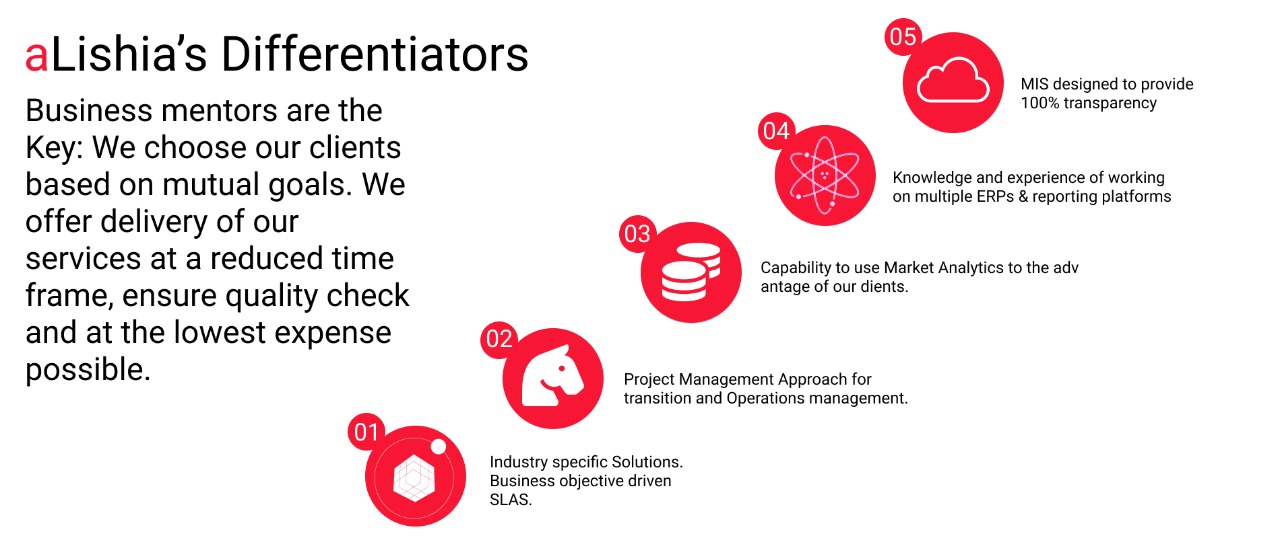 aLishia’s Differentiators
Business mentors are the
Key: We choose our clients
based on mutual goals. We
offer delivery of our
services at a reduced time
frame, ensure quality check
and at the lowest expense
possible.
01
Industry specific Solutions.
Business objective driven
SLAS.
02
Project Management Approach for
transition and Operations management.
03
Capability to use Market Analytics to the adv
antage of our dients.
04
Knowledge and experience of working
on multiple ERPs & reporting platforms
05
MIS designed to provide
100% transparency